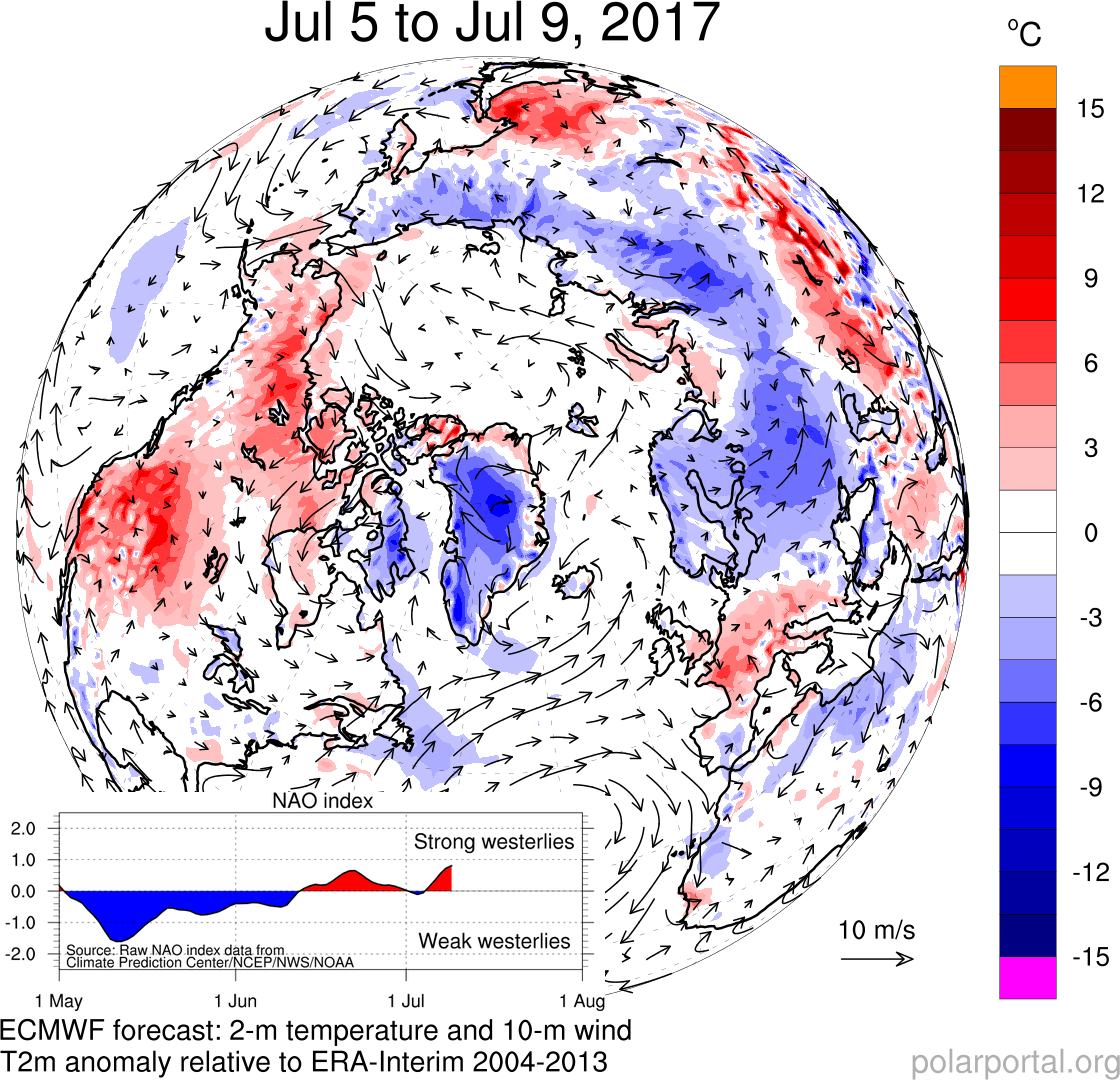 Jul 5 to Jul 9, 2017
°C
15
12
9
6
3
0
-3
-6
-9
-12
-15
10 m/s
NAO index
2.0
1.0
0.0
-1.0
-2.0
Strong westerlies
Weak westerlies
Source: Raw NAO index data from
Climate Prediction Center/NCEP/NWS/NOAA
1 May
1 Jun
1 Jul
1 Aug
ECMWF forecast: 2-m temperature and 10-m wind
T2m anomaly relative to ERA-Interim 2004-2013
polarportal.org